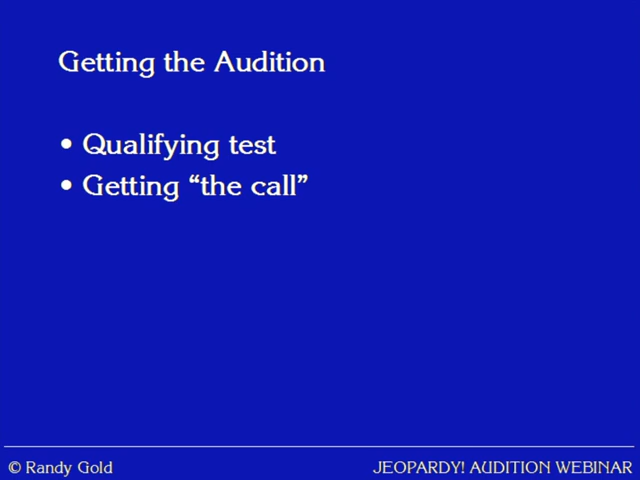 Getting the Audition
• Qualifying test
• Getting “the call”
© Randy Gold
JEOPARDY! AUDITION WEBINAR